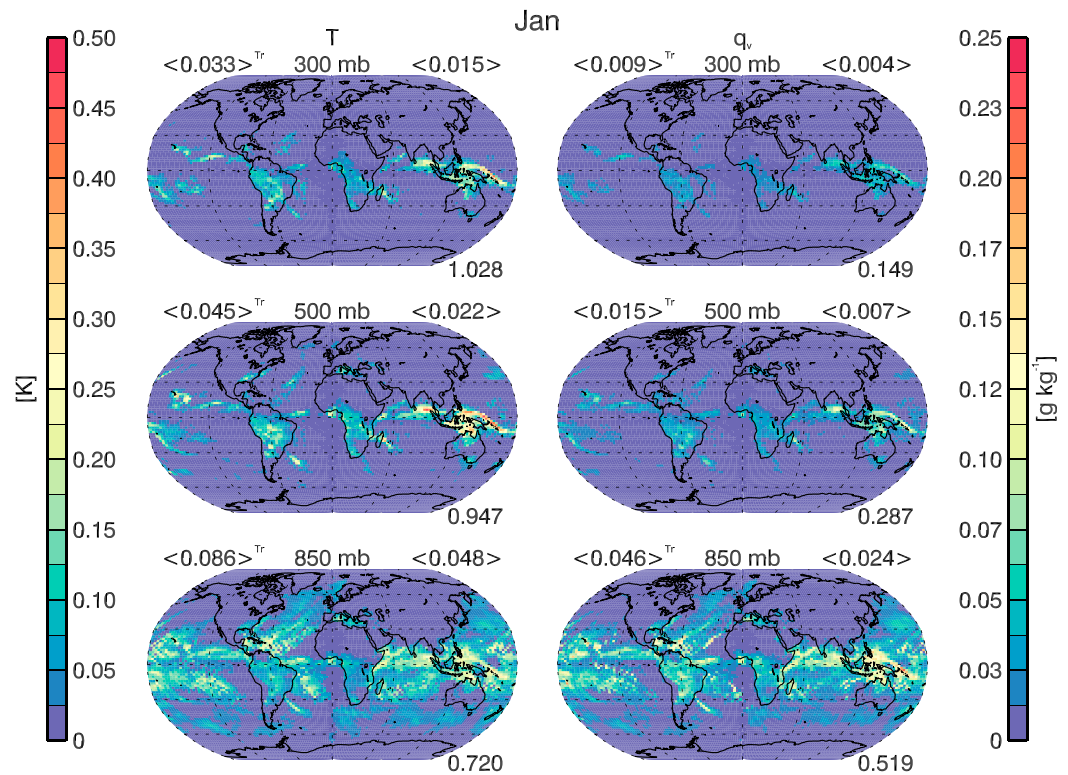 Jan
T
q_v
<0.033>^Tr 300 mb <0.015>
<0.009>^Tr 300 mb <0.004>
1.028
0.149
<0.045>^Tr 500 mb <0.022>
<0.015>^Tr 500 mb <0.007>
0.947
0.287
<0.086>^Tr 850 mb <0.048>
<0.046>^Tr 850 mb <0.024>
0.720
0.519
[K]
0.50
0.45
0.40
0.35
0.30
0.25
0.20
0.15
0.10
0.05
0
[g kg^-1]
0.25
0.23
0.20
0.17
0.15
0.12
0.10
0.07
0.05
0.03
0